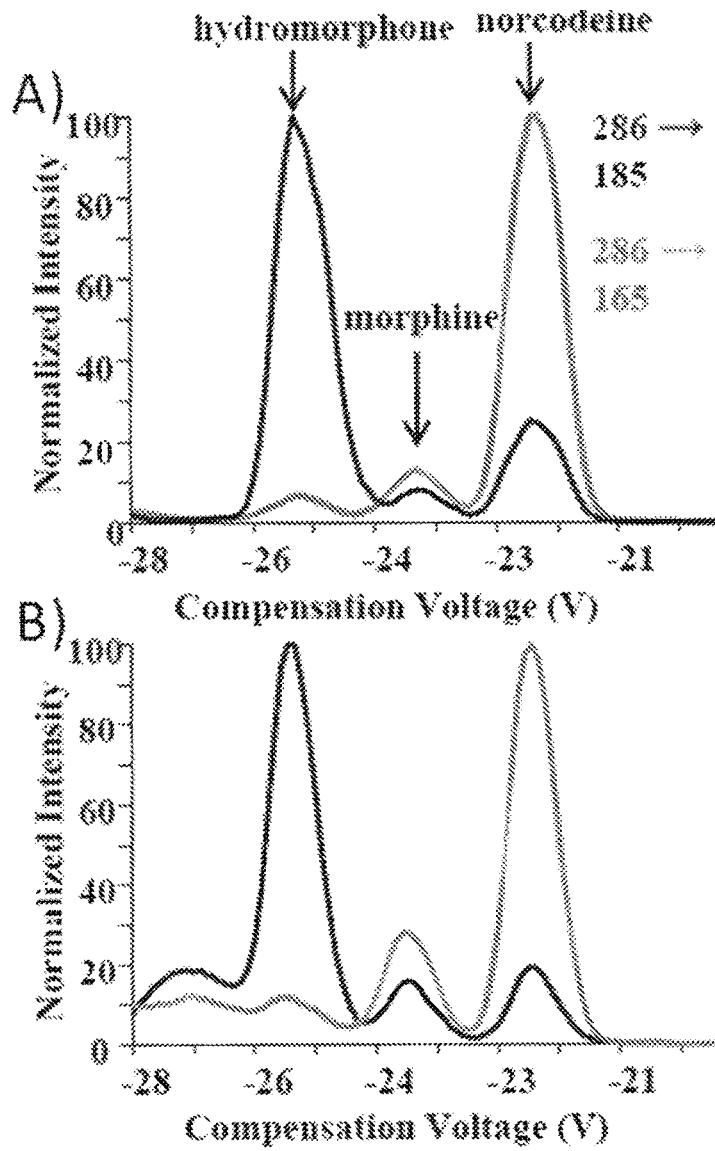 hydromorphone norcodeine
A)
100
80
60
40
20
0
Normalized Intensity
286 →
185
286 →
165
morphine
-28 -26 -24 -23 -21
Compensation Voltage (V)
B)
100
80
60
40
20
0
Normalized Intensity
-28 -26 -24 -23 -21
Compensation Voltage (V)